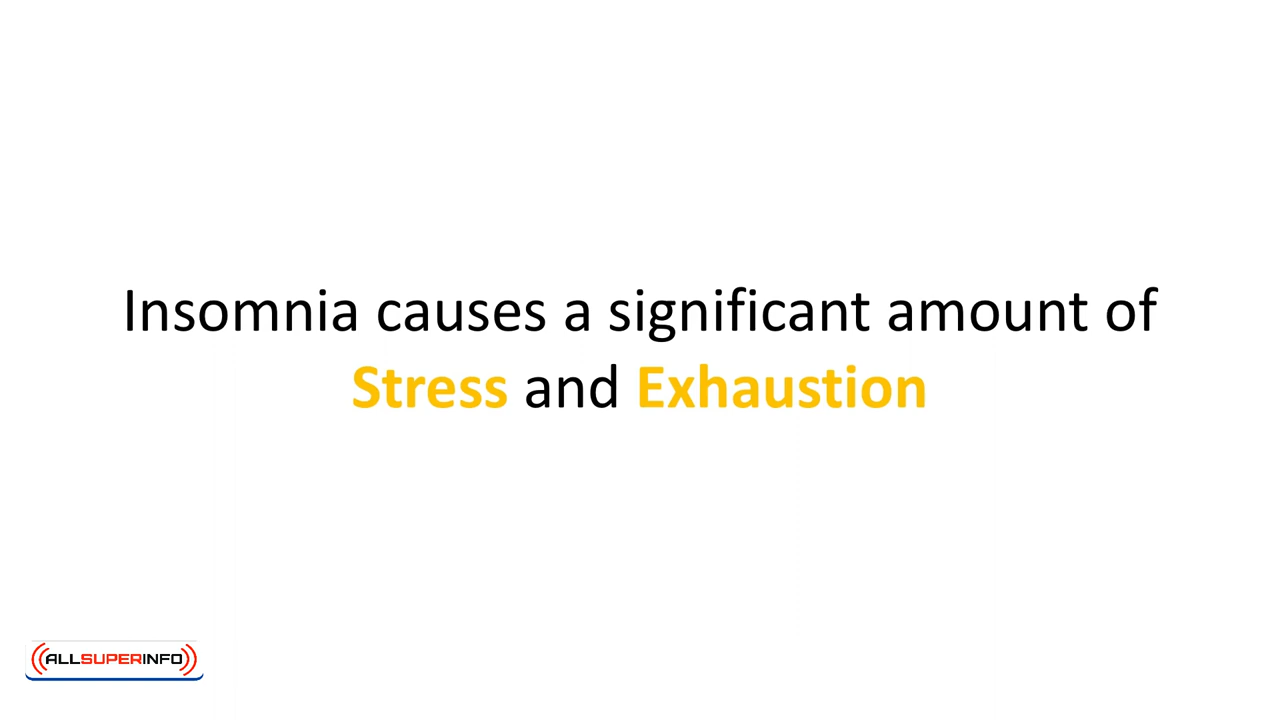 Insomnia causes a significant amount of
Stress and Exhaustion
ALLSUPERINFO